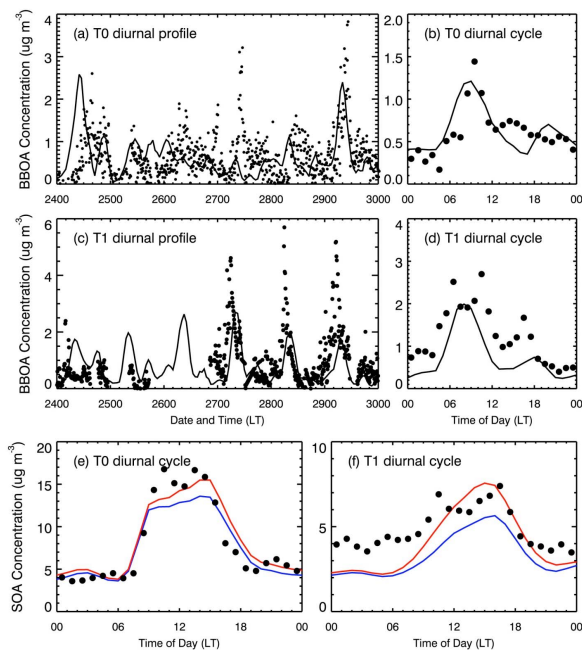 (a) T0 diurnal profile
BBOA Concentration (ug m-3)
4
3
2
1
0
2400 2500 2600 2700 2800 2900 3000
(b) T0 diurnal cycle
2.0
1.5
1.0
0.5
0.0
00 06 12 18 00
(c) T1 diurnal profile
BBOA Concentration (ug m-3)
6
4
2
0
2400 2500 2600 2700 2800 2900 3000
Date and Time (LT)
(d) T1 diurnal cycle
4
3
2
1
0
00 06 12 18 00
Time of Day (LT)
(e) T0 diurnal cycle
SOA Concentration (ug m-3)
20
15
10
5
0
00 06 12 18 00
Time of Day (LT)
(f) T1 diurnal cycle
10
5
0
00 06 12 18 00
Time of Day (LT)